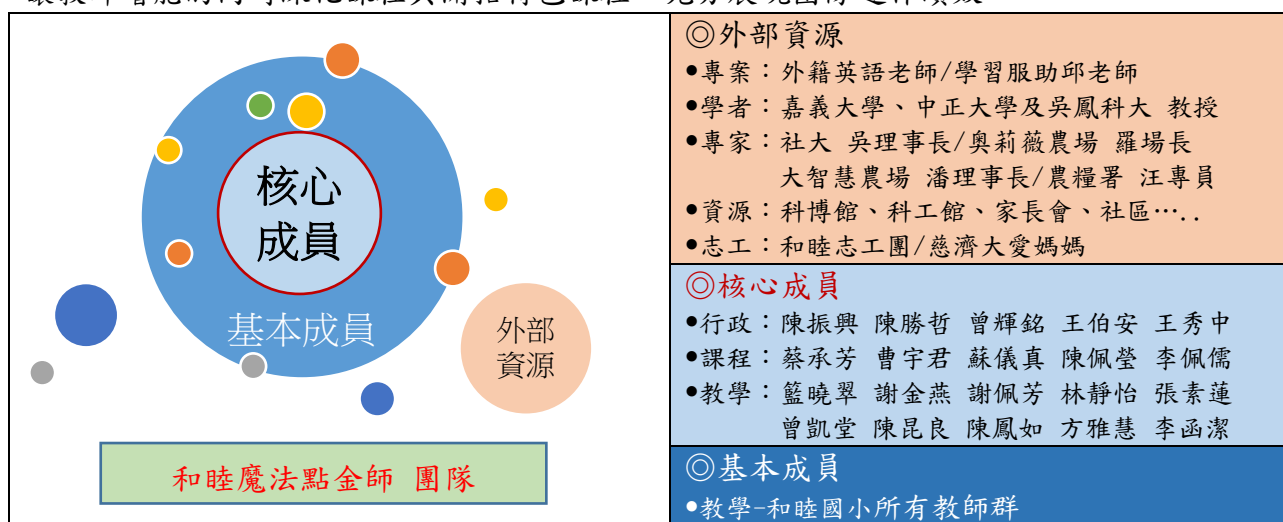 核心
成員
基本成員
外部
資源
和睦魔法點金師 團隊
◎外部資源
•專案：外籍英語老師/學習服助邱老師
•學者：嘉義大學、中正大學及吳鳳科大 教授
•專家：社大 吳理事長/奧莉薇農場 羅場長
大智慧農場 潘理事長/農糧署 汪專員
•資源：科博館、科工館、家長會、社區…..
•志工：和睦志工團/慈濟大愛媽媽
◎核心成員
•行政：陳振興 陳勝哲 曾輝銘 王伯安 王秀中
•課程：蔡承芳 曹宇君 蘇儀真 陳佩瑩 李佩儒
•教學：籃曉翠 謝金燕 謝佩芳 林靜怡 張素蓮
曾凱堂 陳昆良 陳鳳如 方雅慧 李函潔
◎基本成員
•教學-和睦國小所有教師群